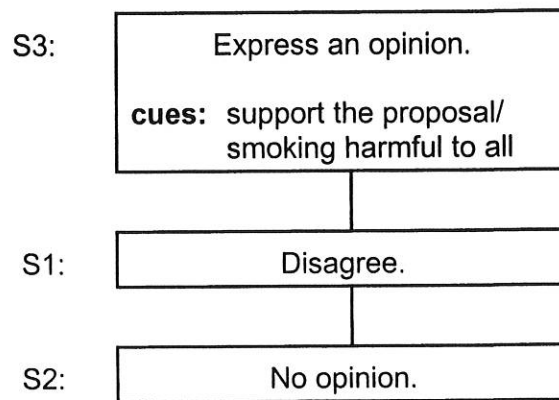 S3: Express an opinion.
cues: support the proposal/
smoking harmful to all
S1: Disagree.
S2: No opinion.